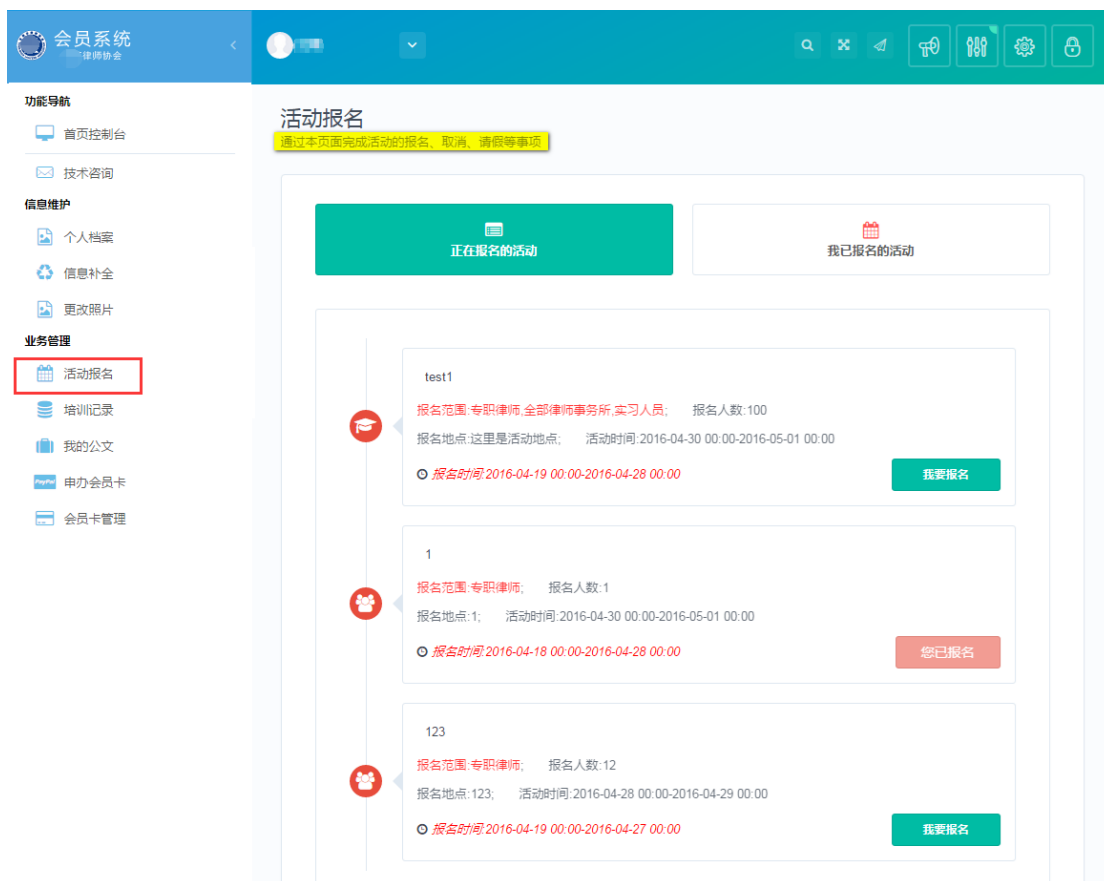 会员系统
律师协会
功能导航
首页控制台
技术咨询
信息维护
个人档案
信息补全
更改照片
业务管理
活动报名
培训记录
我的公文
PayPal 申办会员卡
会员卡管理
活动报名
通过本页面完成活动的报名、取消、请假等事项
正在报名的活动
我已报名的活动
test1
报名范围:专职律师,全部律师事务所,实习人员; 报名人数:100
报名地点:这里是活动地点; 活动时间:2016-04-30 00:00-2016-05-01 00:00
报名时间:2016-04-19 00:00-2016-04-28 00:00 我要报名
1
报名范围:专职律师; 报名人数:1
报名地点:1; 活动时间:2016-04-30 00:00-2016-05-01 00:00
报名时间:2016-04-18 00:00-2016-04-28 00:00 您已报名
123
报名范围:专职律师; 报名人数:12
报名地点:123; 活动时间:2016-04-28 00:00-2016-04-29 00:00
报名时间:2016-04-19 00:00-2016-04-27 00:00 我要报名